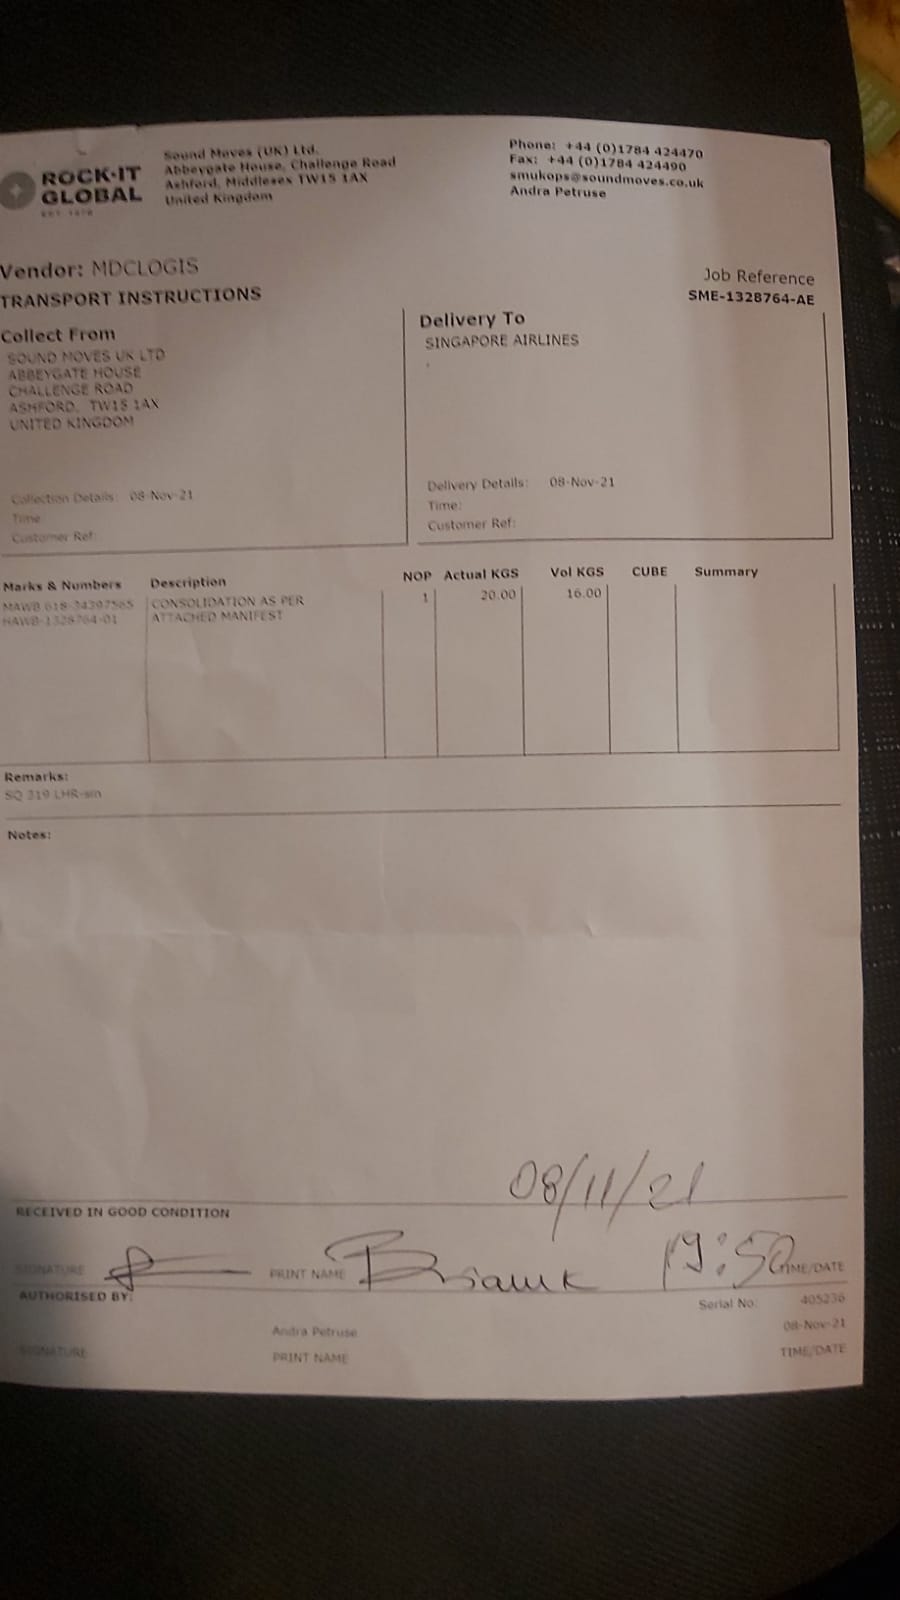 ROCK-IT
GLOBAL
EST. 1978
Sound Moves (UK) Ltd.
Abbeygate House, Challenge Road
Ashford, Middlesex TW15 1AX
United Kingdom
Phone: +44 (0)1784 424470
Fax: +44 (0)1784 424490
smukops@soundmoves.co.uk
Andra Petruse
Vendor: MDCLOGIS
TRANSPORT INSTRUCTIONS
Job Reference
SME-1328764-AE
Collect From
SOUND MOVES UK LTD
ABBEYGATE HOUSE
CHALLENGE ROAD
ASHFORD, TW15 1AX
UNITED KINGDOM
Collection Details: 08-Nov-21
Time
Customer Ref:
Delivery To
SINGAPORE AIRLINES
.
Delivery Details: 08-Nov-21
Time:
Customer Ref:
Marks & Numbers Description NOP Actual KGS Vol KGS CUBE Summary
MAWB 618-34397565 CONSOLIDATION AS PER 1 20.00 16.00
HAWB-1328764-01 ATTACHED MANIFEST
Remarks:
SQ 319 LHR-sin
Notes:
08/11/21
RECEIVED IN GOOD CONDITION
SIGNATURE PRINT NAME 19:50 TIME/DATE
AUTHORISED BY: Serial No: 405236
Andra Petruse 08-Nov-21
SIGNATURE PRINT NAME TIME/DATE